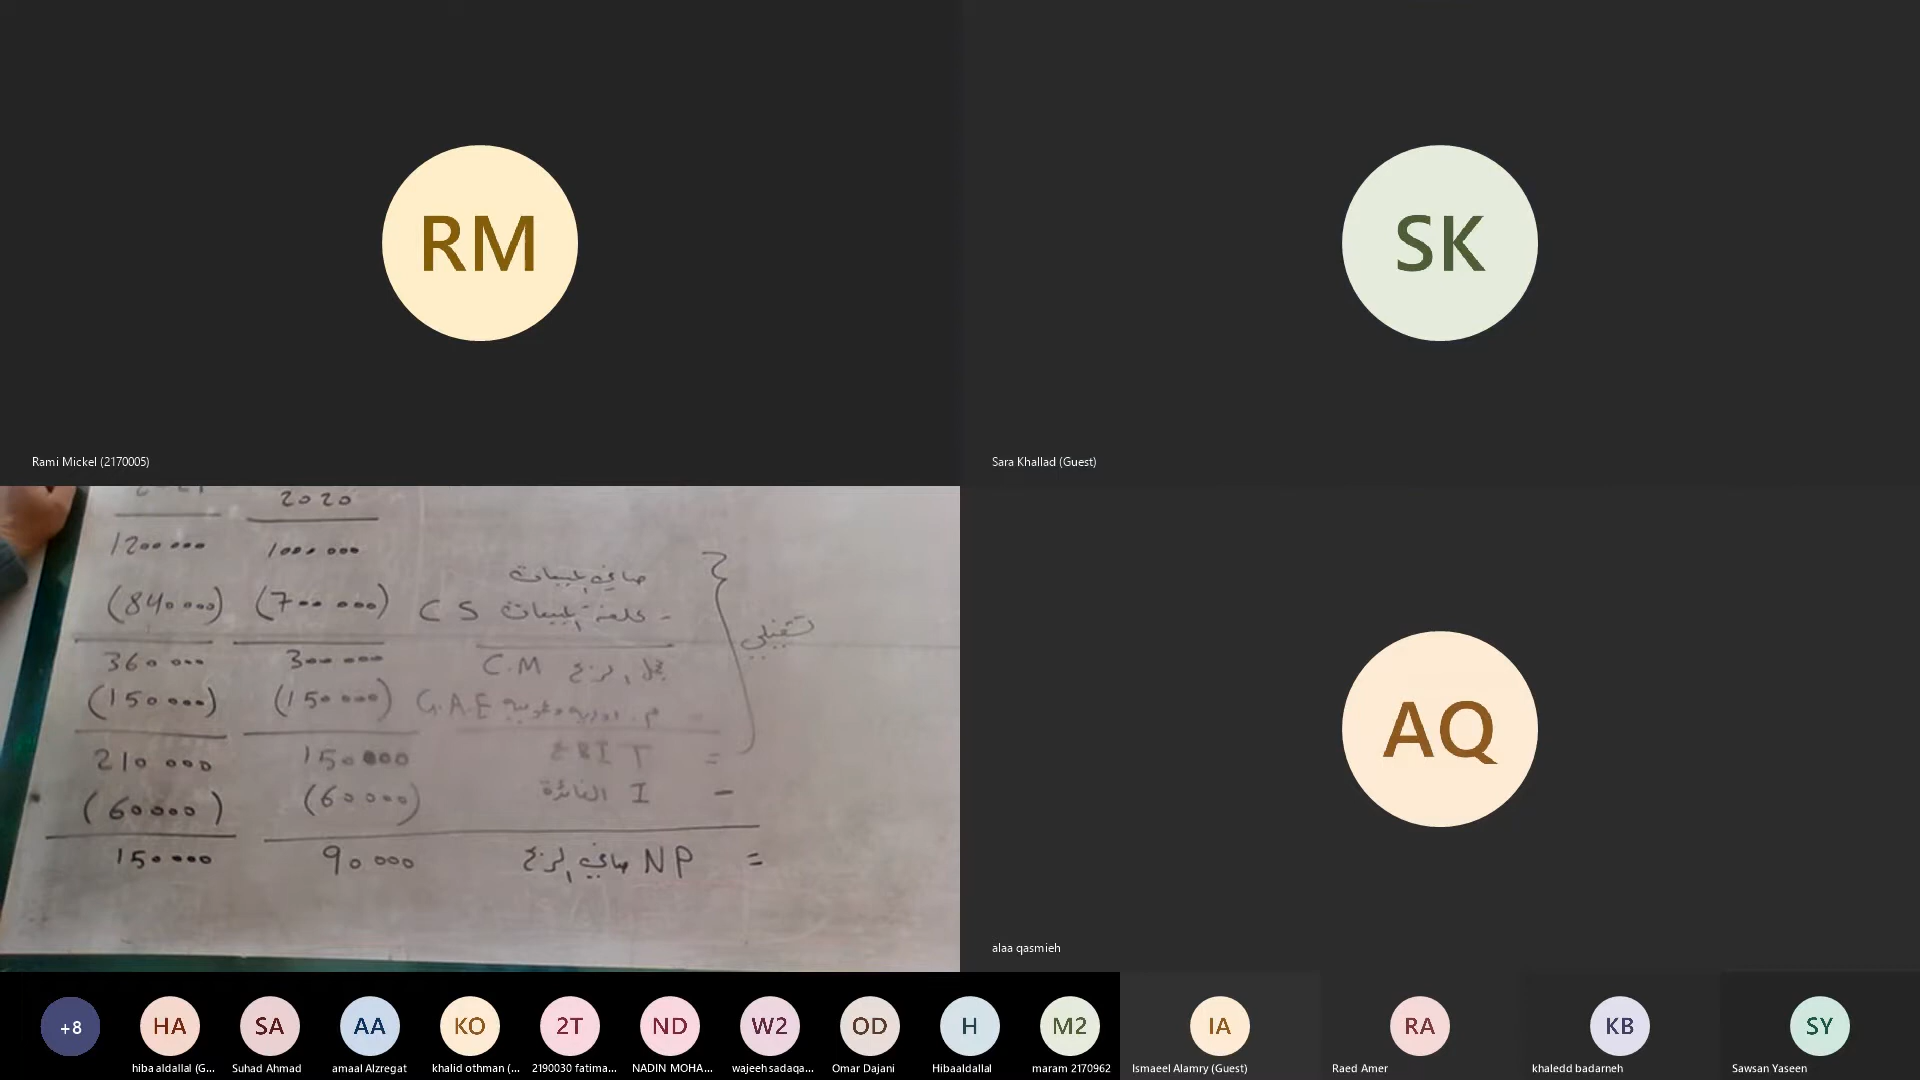 RM
SK
Rami Mickel (2170005)
Sara Khallad (Guest)
2020
1200000 1000000
صافي المبيعات
(840000) (700000) C S كلفة المبيعات -
تشغيلي
360000 300000 C.M مجمل الربح
(150000) (150000) G.A.E
210 000 150000 =
(60000) (60000) I الفائدة -
150000 90000 NP صافي الربح =
AQ
alaa qasmieh
+8 HA SA AA KO 2T ND W2 OD H M2 IA RA KB SY
hiba aldallal (G... Suhad Ahmad amaal Alzregat khalid othman (... 2190030 fatima... NADIN MOHA... wajeeh sadaqa... Omar Dajani Hibaaldallal maram 2170962 Ismaeel Alamry (Guest) Raed Amer khaledd badarneh Sawsan Yaseen